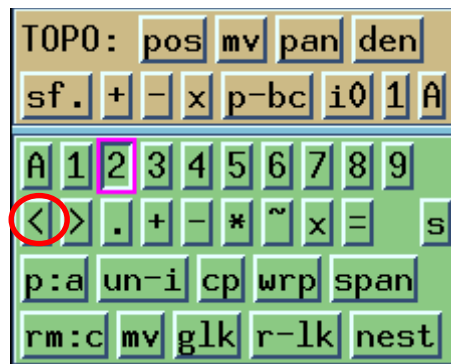 TOPO: pos mv pan den
sf. + - x p-bc i0 1 A
A 1 2 3 4 5 6 7 8 9
< > . + - * ~ x = s
p:a un-i cp wrp span
rm:c mv glk r-lk nest